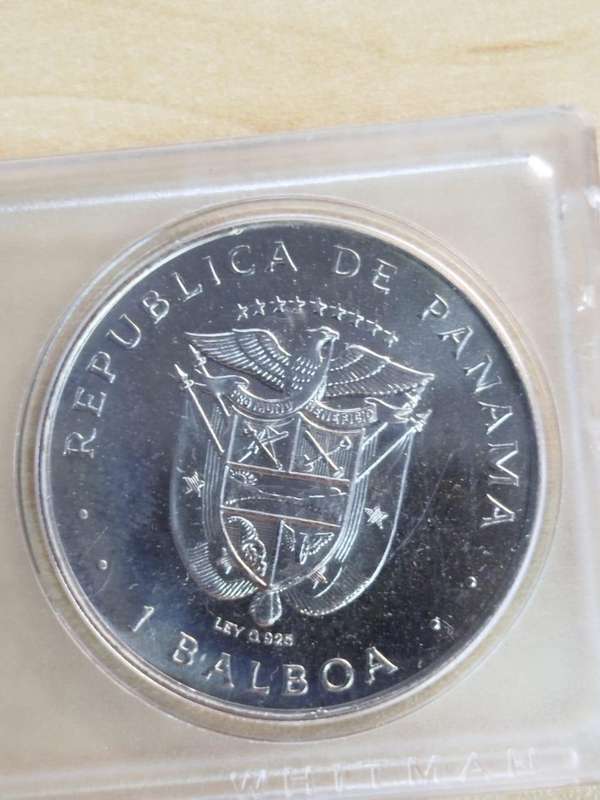 REPUBLICA DE PANAMA
PRO MUNDI BENEFICIO
LEY 0.925
1 BALBOA
WHITMAN